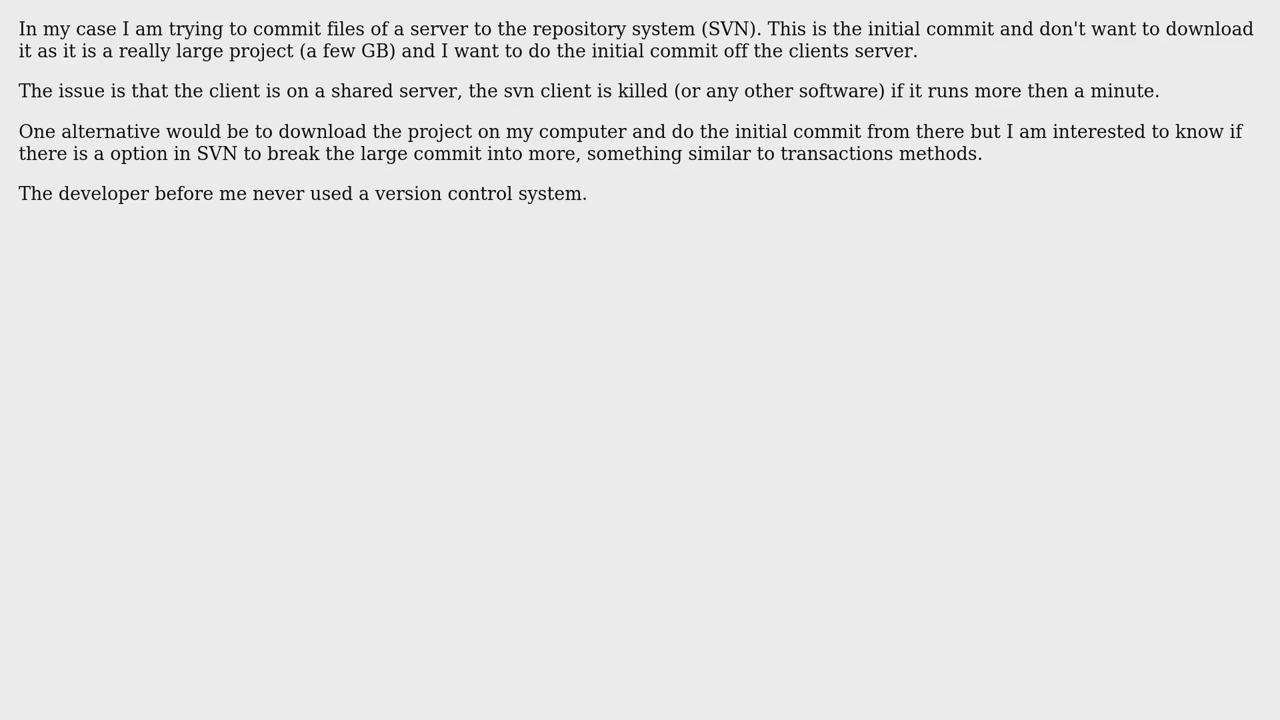 In my case I am trying to commit files of a server to the repository system (SVN). This is the initial commit and don't want to download
it as it is a really large project (a few GB) and I want to do the initial commit off the clients server.
The issue is that the client is on a shared server, the svn client is killed (or any other software) if it runs more then a minute.
One alternative would be to download the project on my computer and do the initial commit from there but I am interested to know if
there is a option in SVN to break the large commit into more, something similar to transactions methods.
The developer before me never used a version control system.